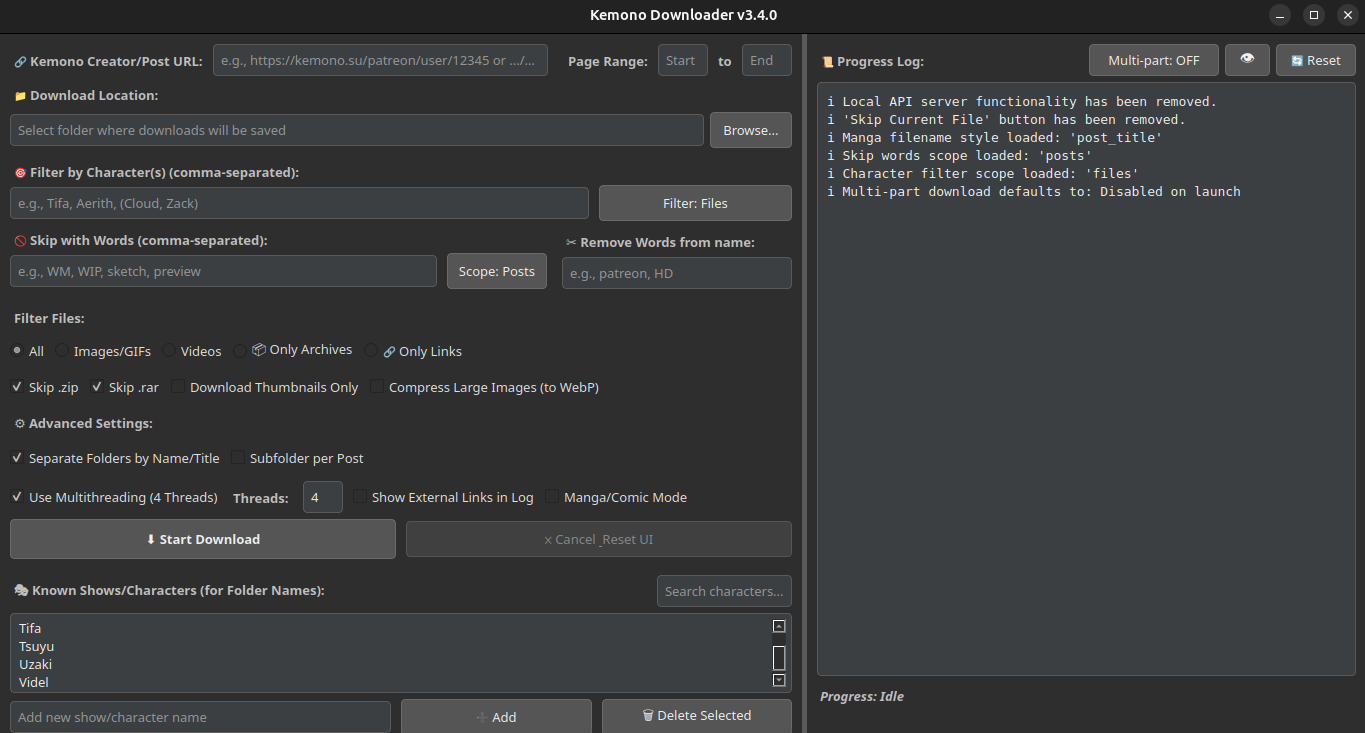 Kemono Downloader v3.4.0
Kemono Creator/Post URL: e.g., https://kemono.su/patreon/user/12345 or .../... Page Range: Start to End
Download Location:
Select folder where downloads will be saved Browse...
Filter by Character(s) (comma-separated):
e.g., Tifa, Aerith, (Cloud, Zack) Filter: Files
Skip with Words (comma-separated): Remove Words from name:
e.g., WM, WIP, sketch, preview Scope: Posts e.g., patreon, HD
Filter Files:
All Images/GIFs Videos Only Archives Only Links
Skip .zip Skip .rar Download Thumbnails Only Compress Large Images (to WebP)
Advanced Settings:
Separate Folders by Name/Title Subfolder per Post
Use Multithreading (4 Threads) Threads: 4 Show External Links in Log Manga/Comic Mode
Start Download x Cancel _Reset UI
Known Shows/Characters (for Folder Names): Search characters...
Tifa
Tsuyu
Uzaki
Videl
Add new show/character name Add Delete Selected
Progress Log: Multi-part: OFF Reset
i Local API server functionality has been removed.
i 'Skip Current File' button has been removed.
i Manga filename style loaded: 'post_title'
i Skip words scope loaded: 'posts'
i Character filter scope loaded: 'files'
i Multi-part download defaults to: Disabled on launch
Progress: Idle